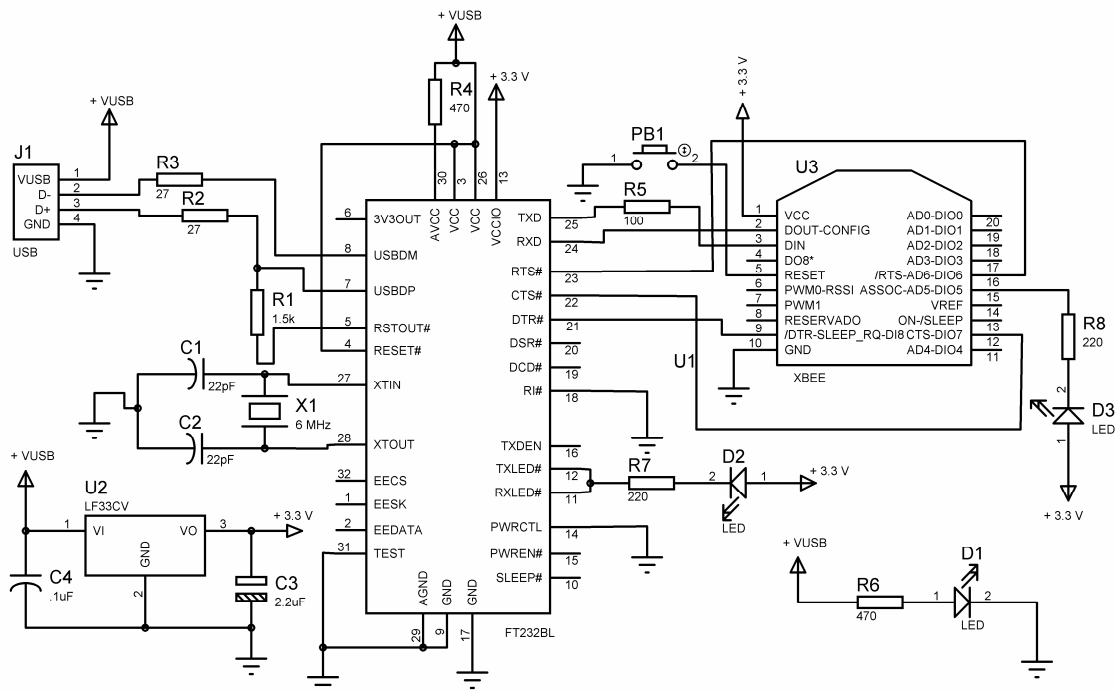 + VUSB
J1
VUSB 1
D- 2
D+ 3
GND 4
USB
R3
27
R2
27
R1
1.5k
C1
22pF
C2
22pF
X1
6 MHz
+ VUSB
U2
LF33CV
1 VI
VO 3
GND
2
+ 3.3 V
C4
.1uF
C3
2.2uF
+ VUSB
R4
470
+ 3.3 V
30 AVCC
3 VCC
26 VCC
13 VCCIO
6 3V3OUT
8 USBDM
7 USBDP
5 RSTOUT#
4 RESET#
27 XTIN
28 XTOUT
32 EECS
1 EESK
2 EEDATA
31 TEST
29 AGND
9 GND
17 GND
TXD 25
RXD 24
RTS# 23
CTS# 22
DTR# 21
DSR# 20
DCD# 19
RI# 18
TXDEN 16
TXLED# 12
RXLED# 11
PWRCTL 14
PWREN# 15
SLEEP# 10
FT232BL
U1
PB1
1 2
R5
100
+ 3.3 V
U3
1 VCC
2 DOUT-CONFIG
3 DIN
4 DO8*
5 RESET
6 PWM0-RSSI
7 PWM1
8 RESERVADO
9 /DTR-SLEEP_RQ-DI8
10 GND
AD0-DIO0 20
AD1-DIO1 19
AD2-DIO2 18
AD3-DIO3 17
/RTS-AD6-DIO6 16
ASSOC-AD5-DIO5 15
VREF 14
ON-/SLEEP 13
CTS-DIO7 12
AD4-DIO4 11
XBEE
R8
220
2
D3
LED
1
+ 3.3 V
R7
220
D2
2 1
LED
+ 3.3 V
+ VUSB
R6
470
D1
1 2
LED